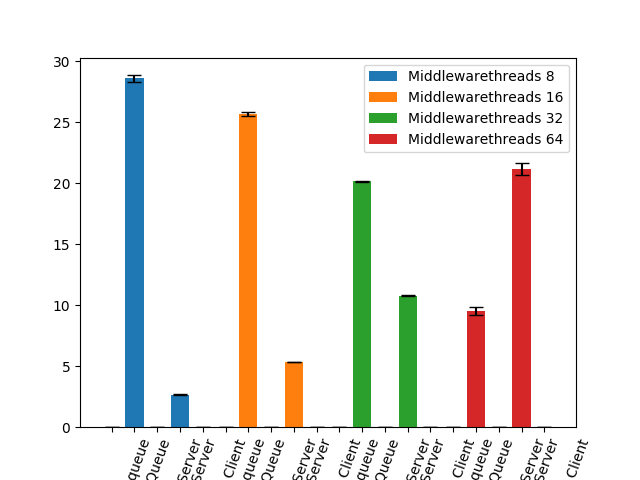 30
25
20
15
10
5
0
Middlewarethreads 8
Middlewarethreads 16
Middlewarethreads 32
Middlewarethreads 64
queue
Queue
Server
Server
Client
queue
Queue
Server
Server
Client
queue
Queue
Server
Server
Client
queue
Queue
Server
Server
Client